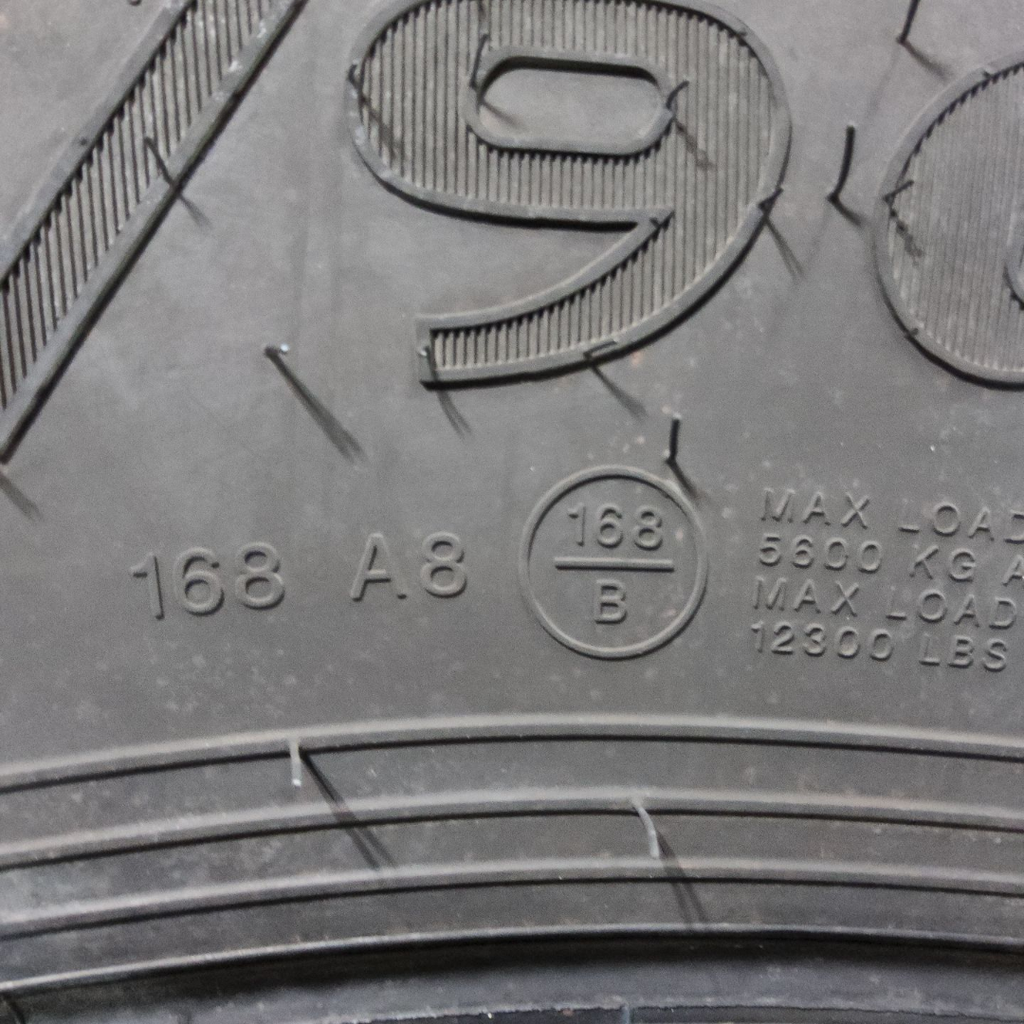 /9
168 A8
168
B
MAX LOAD
5600 KG A
MAX LOAD
12300 LBS